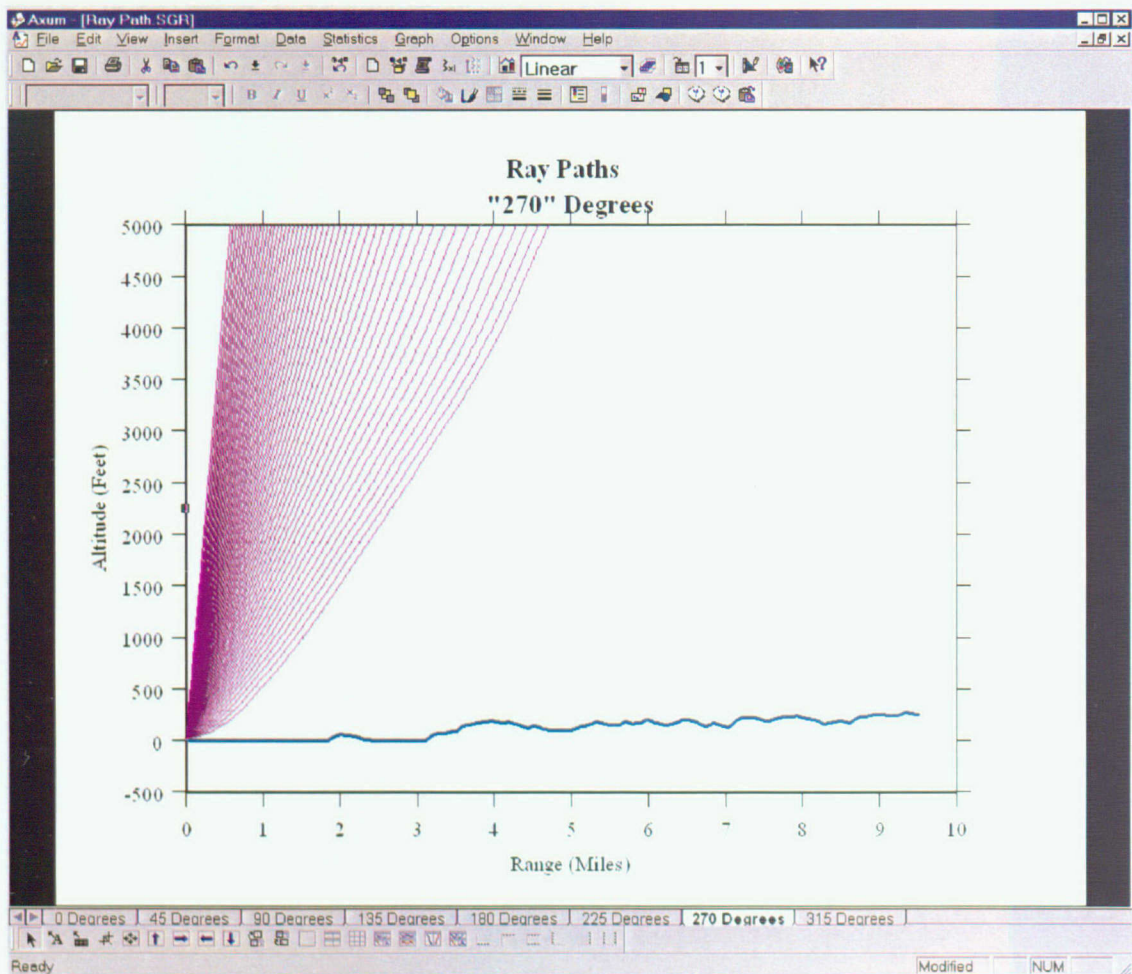 Axum - [Ray Path.SGR]
File Edit View Insert Format Data Statistics Graph Options Window Help
Linear 1
B I U
Ray Paths
"270" Degrees
5000
4500
4000
3500
3000
2500
2000
1500
1000
500
0
-500
Altitude (Feet)
0 1 2 3 4 5 6 7 8 9 10
Range (Miles)
0 Degrees 45 Degrees 90 Degrees 135 Degrees 180 Degrees 225 Degrees 270 Degrees 315 Degrees
Ready Modified NUM